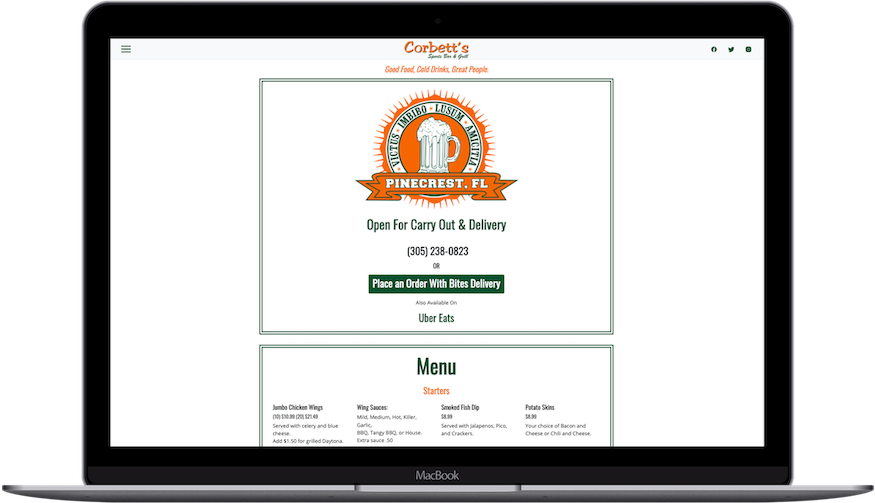 Corbett's
Sports Bar & Grill
Good Food, Cold Drinks, Great People.
VICTUS · IMBIBO · LUSUM · AMICITIA
PINECREST, FL
Open For Carry Out & Delivery
(305) 238-0823
OR
Place an Order With Bites Delivery
Also Available On
Uber Eats
Menu
Starters
Jumbo Chicken Wings
(10) $10.99 (20) $21.49
Served with celery and blue
cheese.
Add $1.50 for grilled Daytona.
Wing Sauces:
Mild, Medium, Hot, Killer,
Garlic,
BBQ, Tangy BBQ, or House.
Extra sauce .50
Smoked Fish Dip
$8.99
Served with Jalapenos, Pico,
and Crackers.
Potato Skins
$8.99
Your choice of Bacon and
Cheese or Chili and Cheese.
MacBook